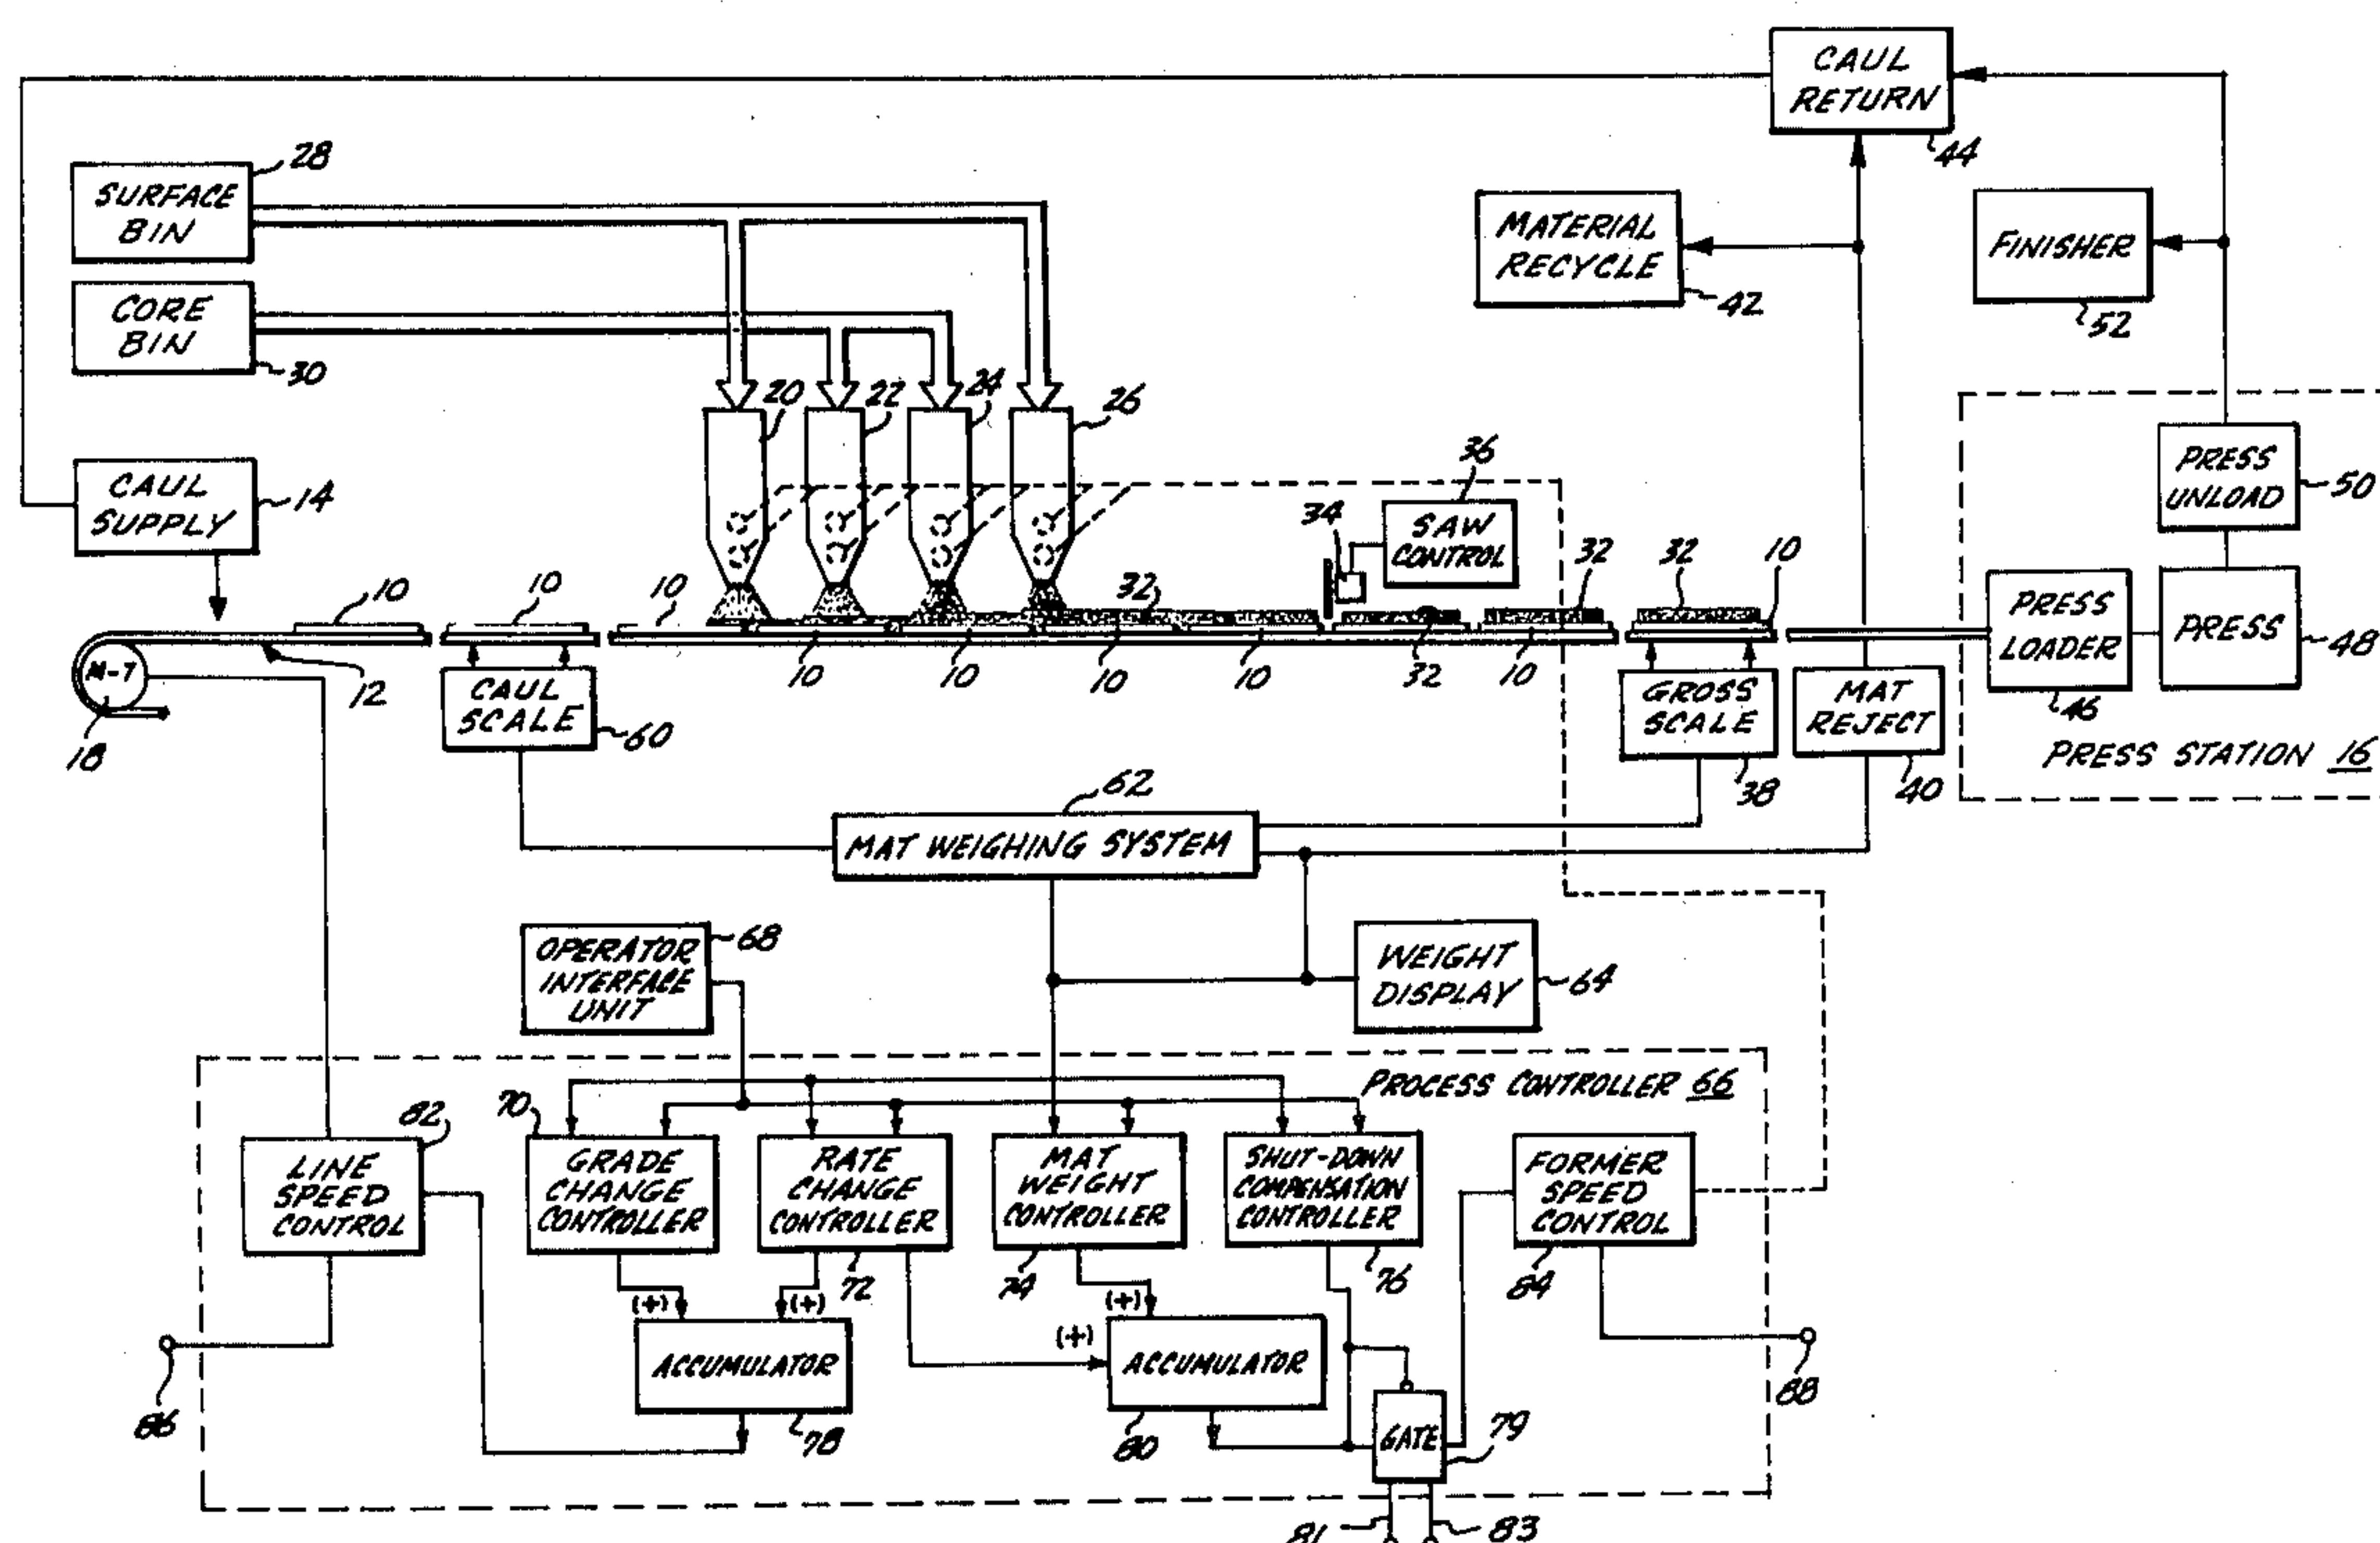 CAUL
RETURN
44
28
SURFACE
BIN
MATERIAL
RECYCLE
42
FINISHER
52
CORE
BIN
30
20
22
24
26
CAUL
SUPPLY
14
36
34
SAW
CONTROL
PRESS
UNLOAD
50
10
10
10
32
32
32
10
PRESS
LOADER
46
PRESS
48
M-T
18
12
CAUL
SCALE
60
10
10
10
10
32
10
GROSS
SCALE
38
MAT
REJECT
40
PRESS STATION 16
62
MAT WEIGHING SYSTEM
OPERATOR
INTERFACE
UNIT
68
WEIGHT
DISPLAY
64
PROCESS CONTROLLER 66
82
LINE
SPEED
CONTROL
70
GRADE
CHANGE
CONTROLLER
RATE
CHANGE
CONTROLLER
72
MAT
WEIGHT
CONTROLLER
74
SHUT-DOWN
COMPENSATION
CONTROLLER
76
FORMER
SPEED
CONTROL
84
(+)
(+)
(+)
(+)
ACCUMULATOR
78
ACCUMULATOR
80
86
88
GATE
79
81
83